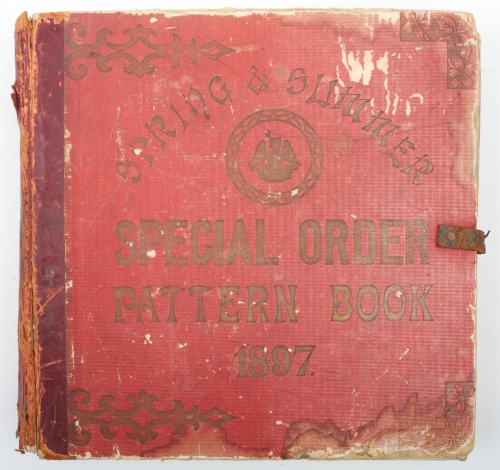 SPRING & SUMMER
SPECIAL ORDER
PATTERN BOOK
1897.